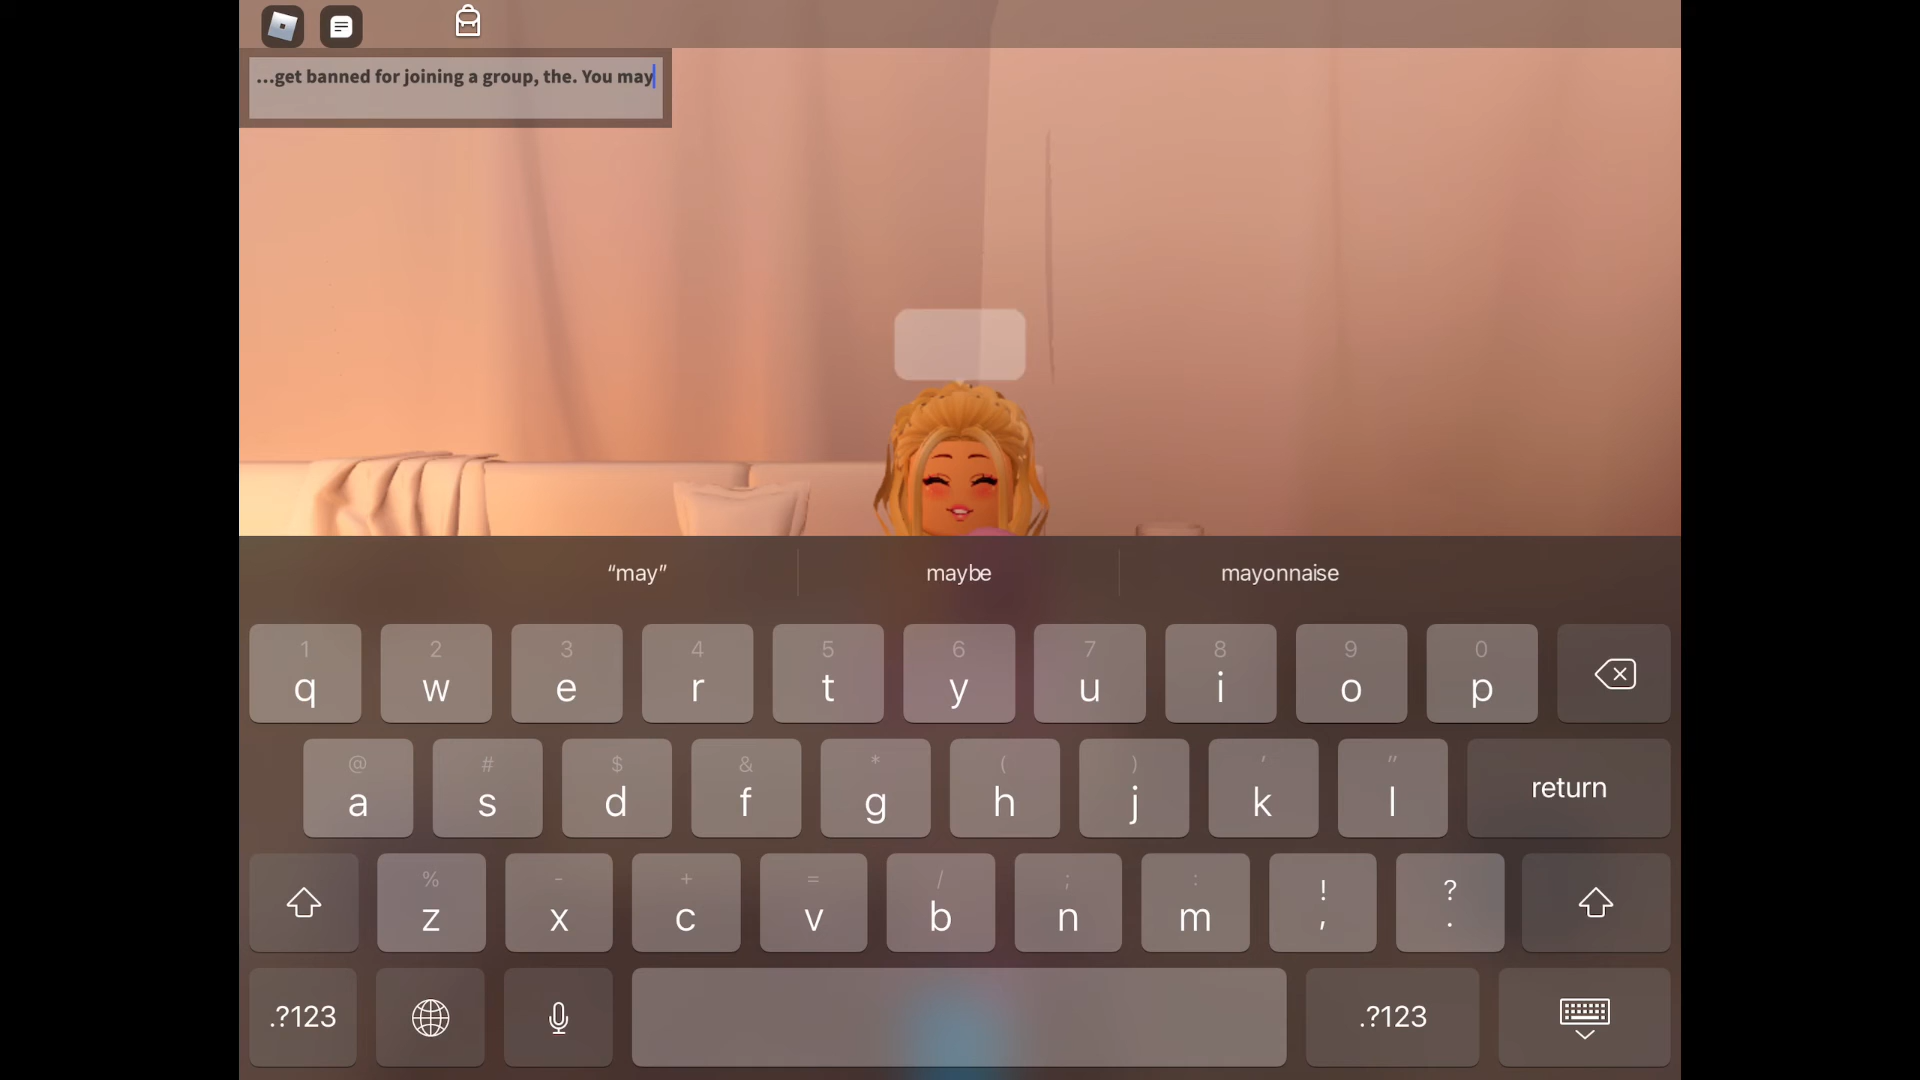 ...get banned for joining a group, the. You may
“may” maybe mayonnaise
1 2 3 4 5 6 7 8 9 0
q w e r t y u i o p
@ # $ & * ( ) ' "
a s d f g h j k l return
% - + = / ; : ! ?
z x c v b n m , .
.?123 .?123